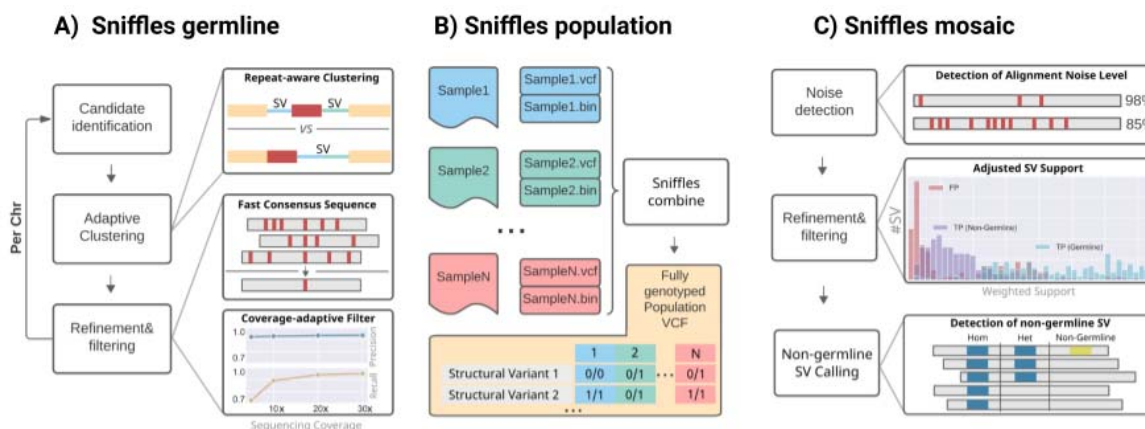 A) Sniffles germline
Per Chr
Candidate
identification
Adaptive
Clustering
Refinement&
filtering
Repeat-aware Clustering
SV SV
VS
SV
Fast Consensus Sequence
Coverage-adaptive Filter
1.0
0.7
Precision
1.0
0.7
Recall
10x 20x 30x
Sequencing Coverage
B) Sniffles population
Sample1
Sample1.vcf
Sample1.bin
Sample2
Sample2.vcf
Sample2.bin
...
SampleN
SampleN.vcf
SampleN.bin
Sniffles
combine
Fully
genotyped
Population
VCF
1 2 N
Structural Variant 1 0/0 0/1 ... 0/1
Structural Variant 2 1/1 0/1 1/1
...
C) Sniffles mosaic
Noise
detection
Refinement&
filtering
Non-germline
SV Calling
Detection of Alignment Noise Level
98%
85%
Adjusted SV Support
#SV
FP
TP (Non-Germline)
TP (Germline)
Weighted Support
Detection of non-germline SV
Hom Het Non-Germline